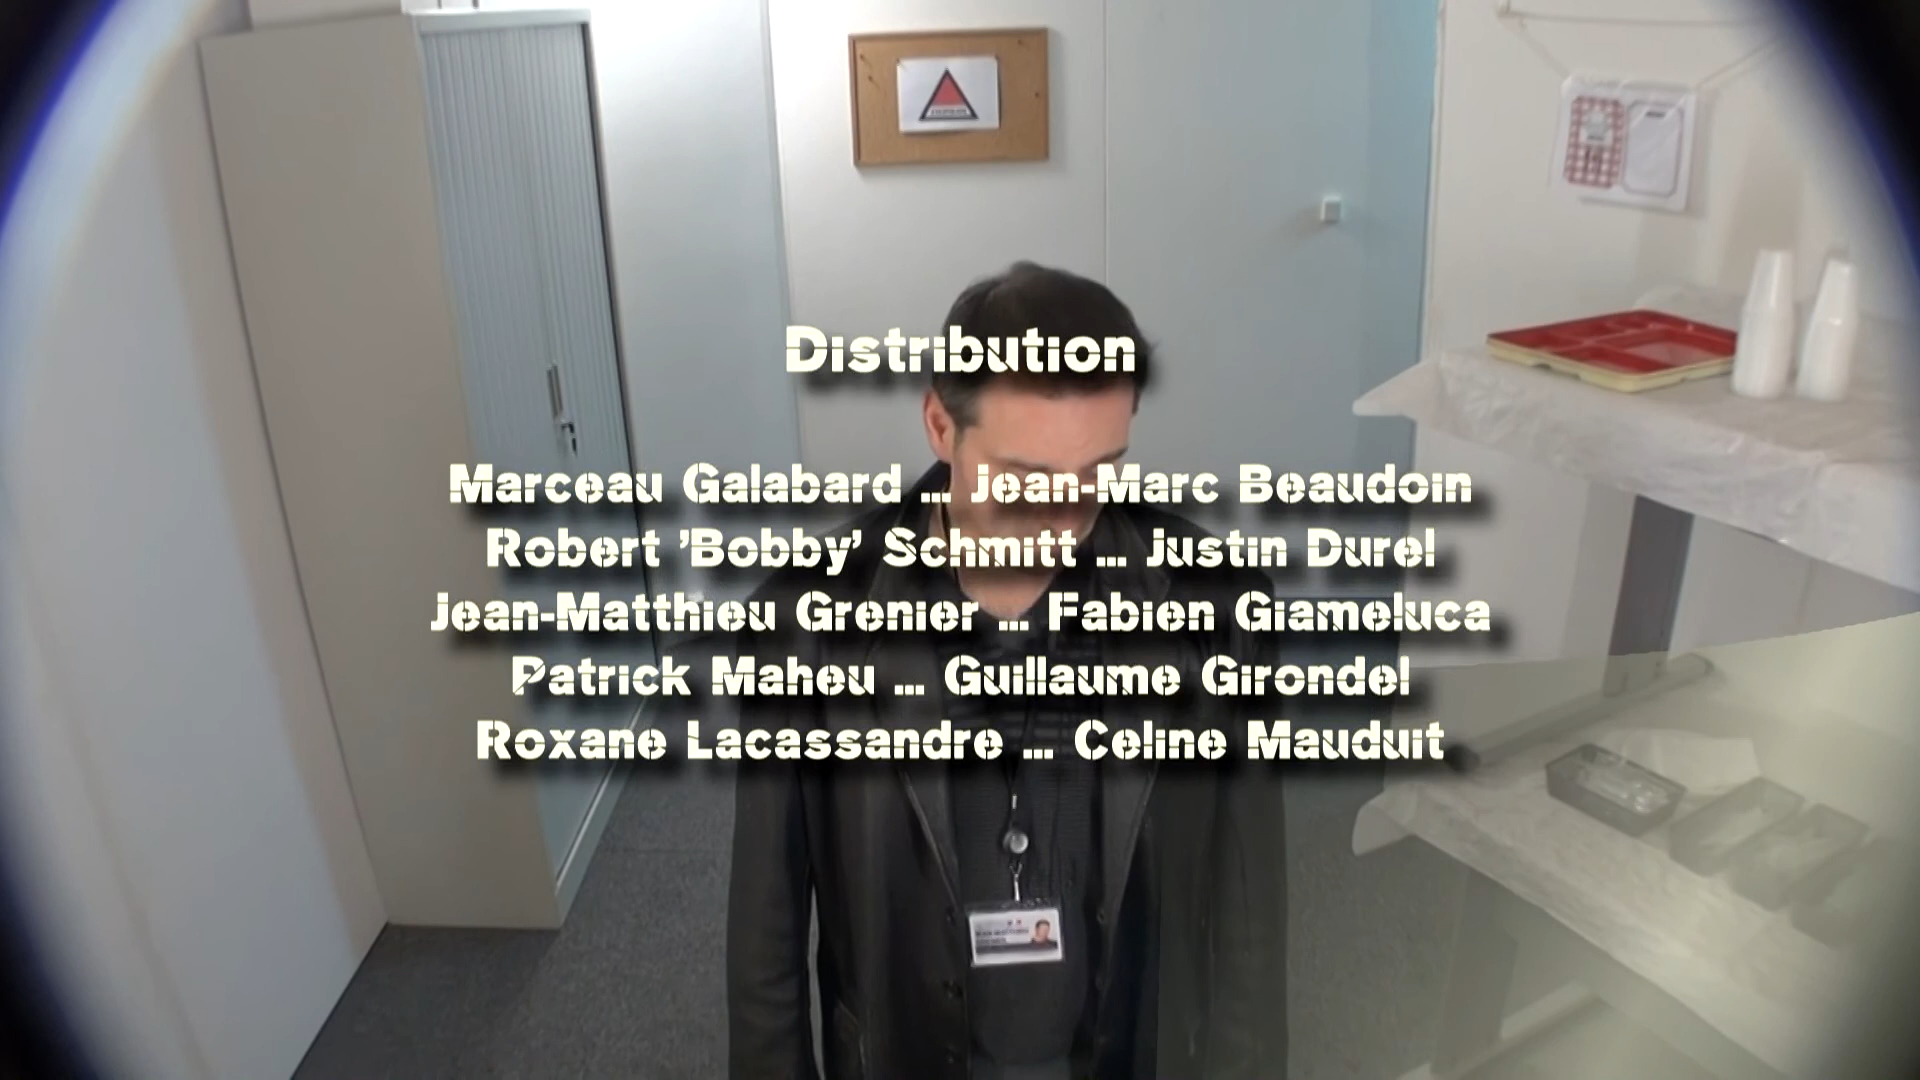 Distribution
Marceau Galabard ... Jean-Marc Beaudoin
Robert 'Bobby' Schmitt ... Justin Durel
Jean-Matthieu Grenier ... Fabien Giameluca
Patrick Maheu ... Guillaume Girondel
Roxane Lacassandre ... Celine Mauduit